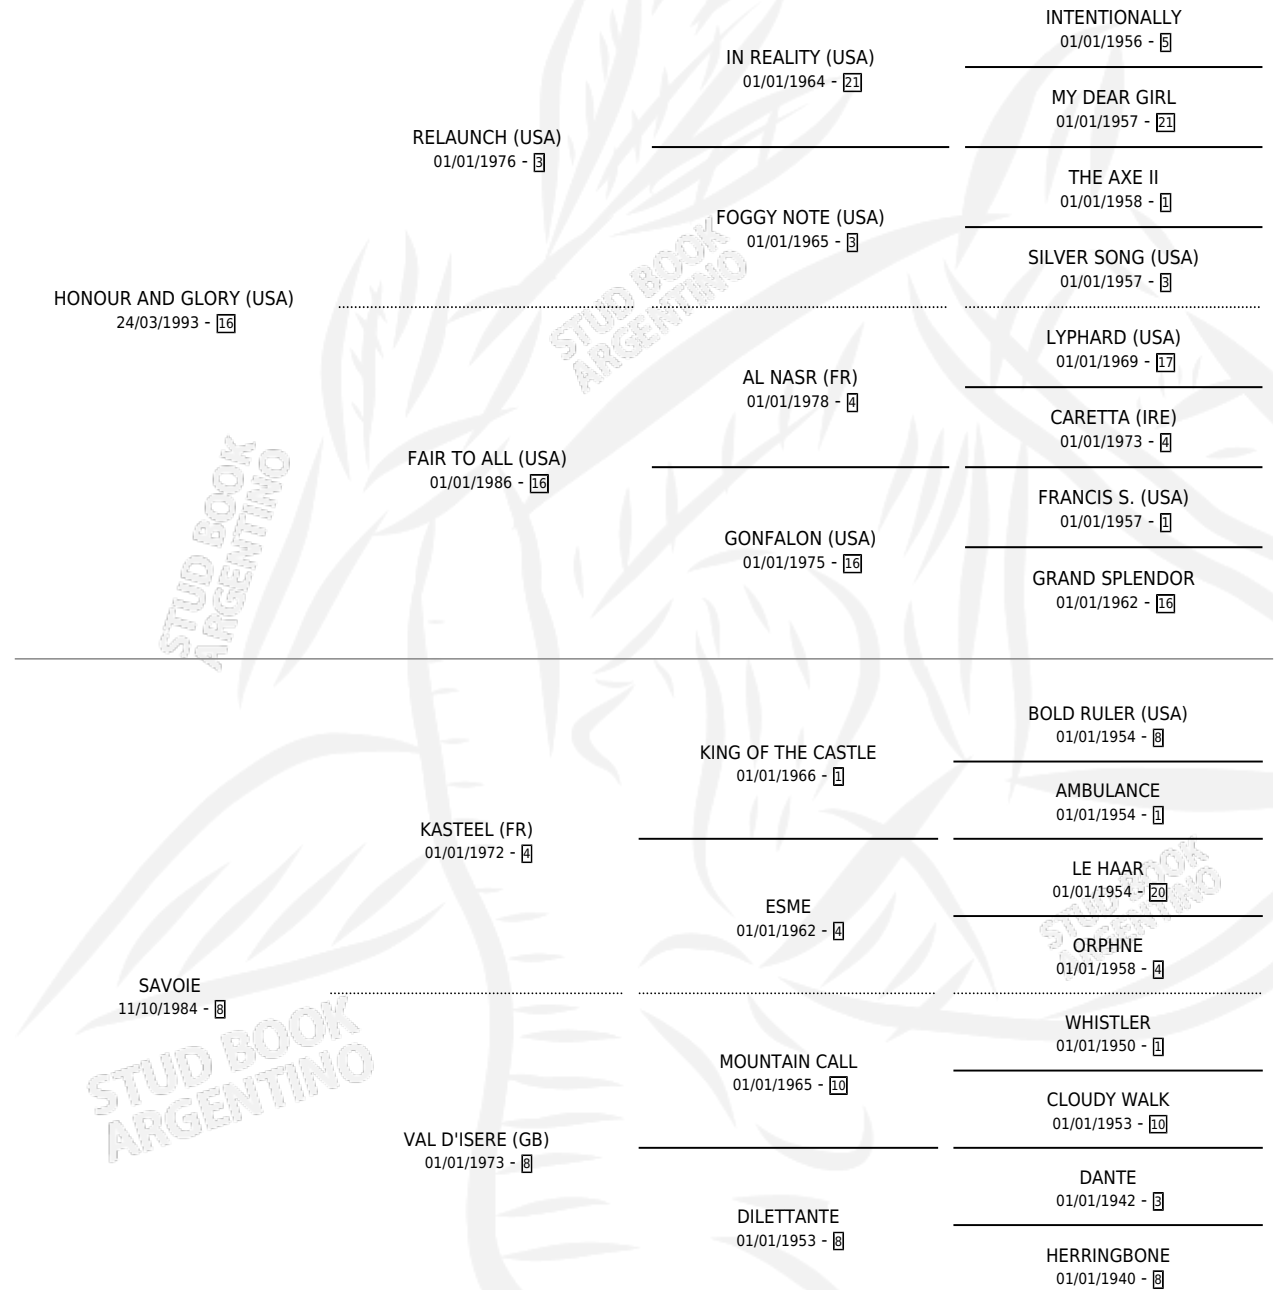 INTENTIONALLY
01/01/1956 - 5
IN REALITY (USA)
01/01/1964 - 21
MY DEAR GIRL
01/01/1957 - 21
RELAUNCH (USA)
01/01/1976 - 3
THE AXE II
01/01/1958 - 1
FOGGY NOTE (USA)
01/01/1965 - 3
SILVER SONG (USA)
01/01/1957 - 3
HONOUR AND GLORY (USA)
24/03/1993 - 16
LYPHARD (USA)
01/01/1969 - 17
AL NASR (FR)
01/01/1978 - 4
CARETTA (IRE)
01/01/1973 - 4
FAIR TO ALL (USA)
01/01/1986 - 16
FRANCIS S. (USA)
01/01/1957 - 1
GONFALON (USA)
01/01/1975 - 16
GRAND SPLENDOR
01/01/1962 - 16
BOLD RULER (USA)
01/01/1954 - 8
KING OF THE CASTLE
01/01/1966 - 1
AMBULANCE
01/01/1954 - 1
KASTEEL (FR)
01/01/1972 - 4
LE HAAR
01/01/1954 - 20
ESME
01/01/1962 - 4
ORPHNE
01/01/1958 - 4
SAVOIE
11/10/1984 - 8
WHISTLER
01/01/1950 - 1
MOUNTAIN CALL
01/01/1965 - 10
CLOUDY WALK
01/01/1953 - 10
VAL D'ISERE (GB)
01/01/1973 - 8
DANTE
01/01/1942 - 3
DILETTANTE
01/01/1953 - 8
HERRINGBONE
01/01/1940 - 8
STUD BOOK
ARGENTINO
STUD BOOK
ARGENTINO
STUD BOOK
ARGENTINO
STUD BOOK
ARGENTINO